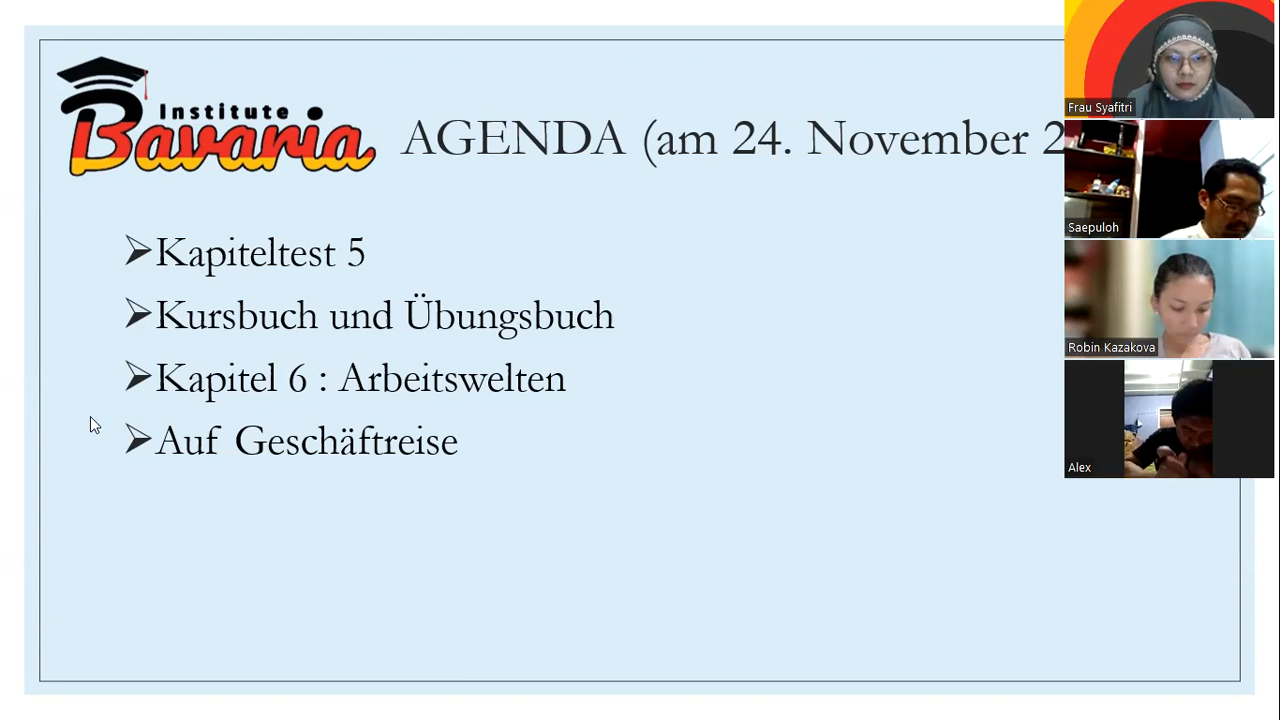 Institute
Bavaria
AGENDA (am 24. November 2
➢Kapiteltest 5
➢Kursbuch und Übungsbuch
➢Kapitel 6 : Arbeitswelten
➢Auf Geschäftreise
Frau Syafitri
Saepuloh
Robin Kazakova
Alex